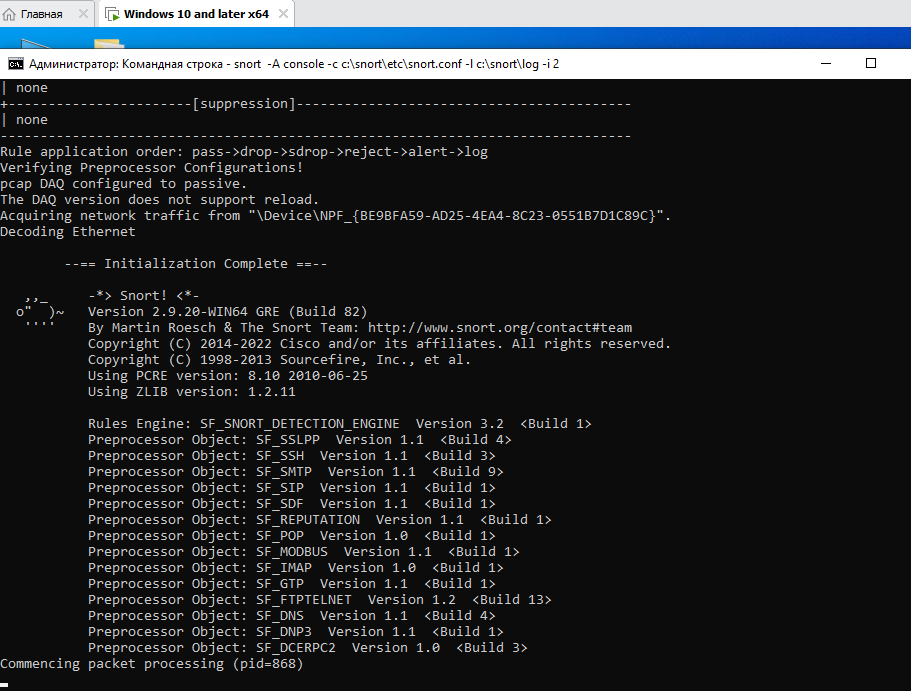 Главная
Windows 10 and later x64
Администратор: Командная строка - snort -A console -c c:\snort\etc\snort.conf -l c:\snort\log -i 2
| none
+-----------------------[suppression]------------------------------------------
| none
-------------------------------------------------------------------------------
Rule application order: pass->drop->sdrop->reject->alert->log
Verifying Preprocessor Configurations!
pcap DAQ configured to passive.
The DAQ version does not support reload.
Acquiring network traffic from "\Device\NPF_{BE9BFA59-AD25-4EA4-8C23-0551B7D1C89C}".
Decoding Ethernet
--== Initialization Complete ==--
,,_ -*> Snort! <*-
o" )~ Version 2.9.20-WIN64 GRE (Build 82)
'''' By Martin Roesch & The Snort Team: http://www.snort.org/contact#team
Copyright (C) 2014-2022 Cisco and/or its affiliates. All rights reserved.
Copyright (C) 1998-2013 Sourcefire, Inc., et al.
Using PCRE version: 8.10 2010-06-25
Using ZLIB version: 1.2.11
Rules Engine: SF_SNORT_DETECTION_ENGINE Version 3.2 <Build 1>
Preprocessor Object: SF_SSLPP Version 1.1 <Build 4>
Preprocessor Object: SF_SSH Version 1.1 <Build 3>
Preprocessor Object: SF_SMTP Version 1.1 <Build 9>
Preprocessor Object: SF_SIP Version 1.1 <Build 1>
Preprocessor Object: SF_SDF Version 1.1 <Build 1>
Preprocessor Object: SF_REPUTATION Version 1.1 <Build 1>
Preprocessor Object: SF_POP Version 1.0 <Build 1>
Preprocessor Object: SF_MODBUS Version 1.1 <Build 1>
Preprocessor Object: SF_IMAP Version 1.0 <Build 1>
Preprocessor Object: SF_GTP Version 1.1 <Build 1>
Preprocessor Object: SF_FTPTELNET Version 1.2 <Build 13>
Preprocessor Object: SF_DNS Version 1.1 <Build 4>
Preprocessor Object: SF_DNP3 Version 1.1 <Build 1>
Preprocessor Object: SF_DCERPC2 Version 1.0 <Build 3>
Commencing packet processing (pid=868)